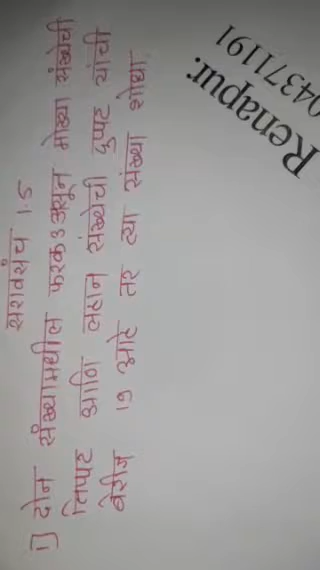 सरावसंच 1.5
1] दोन संख्यामधील फरक 3 असून मोठ्या संख्येची
तिप्पट आणि लहान संख्येची दुप्पट यांची
बेरीज 19 आहे तर त्या संख्या शोधा.
Renapur.
04371191